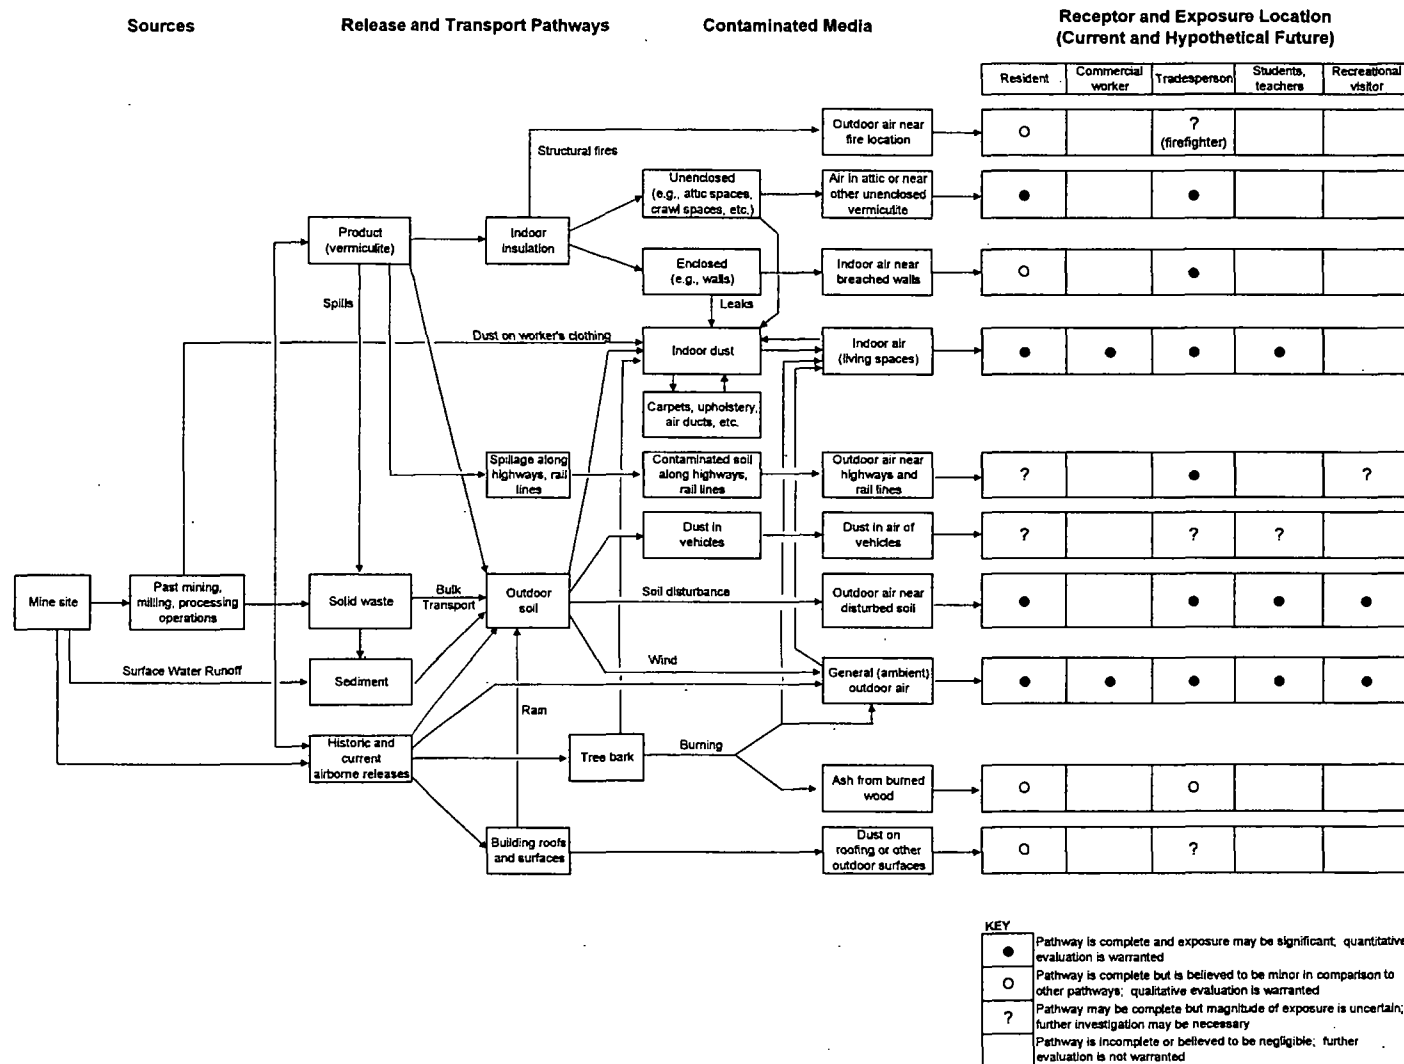 Sources
Release and Transport Pathways
Contaminated Media
Receptor and Exposure Location
(Current and Hypothetical Future)
Resident
Commercial
worker
Tradesperson
Students,
teachers
Recreational
visitor
Outdoor air near
fire location
O
?
(firefighter)
Structural fires
Unenclosed
(e.g., attic spaces,
crawl spaces, etc.)
Air in attic or near
other unenclosed
vermiculite
● ●
Product
(vermiculite)
Indoor
insulation
Enclosed
(e.g., walls)
Indoor air near
breached walls
O ●
Spills
Leaks
Dust on worker's clothing
Indoor dust
Indoor air
(living spaces)
● ● ● ●
Carpets, upholstery,
air ducts, etc.
Spillage along
highways, rail
lines
Contaminated soil
along highways,
rail lines
Outdoor air near
highways and
rail lines
? ● ?
Dust in
vehicles
Dust in air of
vehicles
? ? ?
Mine site
Past mining,
milling, processing
operations
Solid waste
Bulk
Transport
Outdoor
soil
Soil disturbance
Outdoor air near
disturbed soil
● ● ● ●
Surface Water Runoff
Sediment
Wind
General (ambient)
outdoor air
● ● ● ● ●
Rain
Historic and
current
airborne releases
Tree bark
Burning
Ash from burned
wood
O O
Building roofs
and surfaces
Dust on
roofing or other
outdoor surfaces
O ?
KEY
● Pathway is complete and exposure may be significant; quantitative
evaluation is warranted
O Pathway is complete but is believed to be minor in comparison to
other pathways; qualitative evaluation is warranted
? Pathway may be complete but magnitude of exposure is uncertain;
further investigation may be necessary
Pathway is incomplete or believed to be negligible; further
evaluation is not warranted